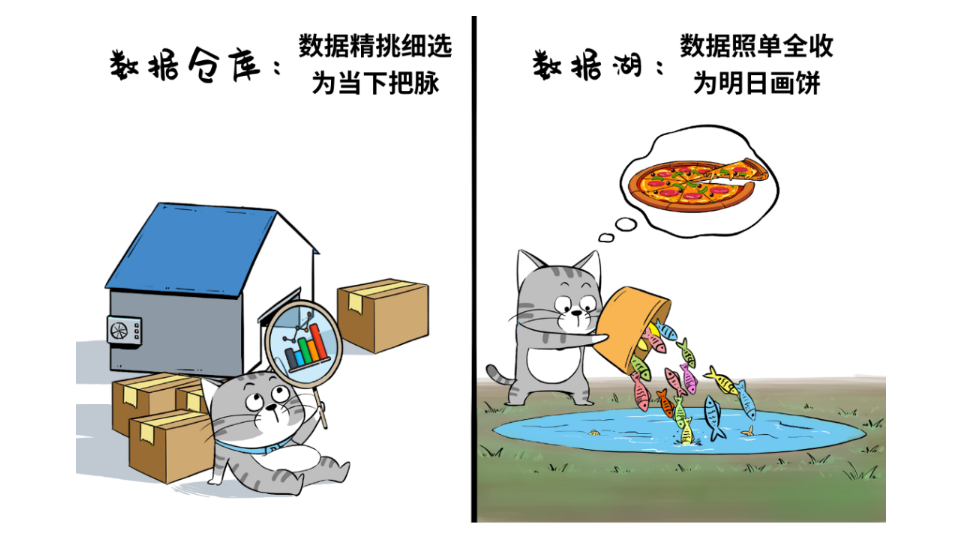 数据仓库：
数据精挑细选
为当下把脉
数据湖：
数据照单全收
为明日画饼